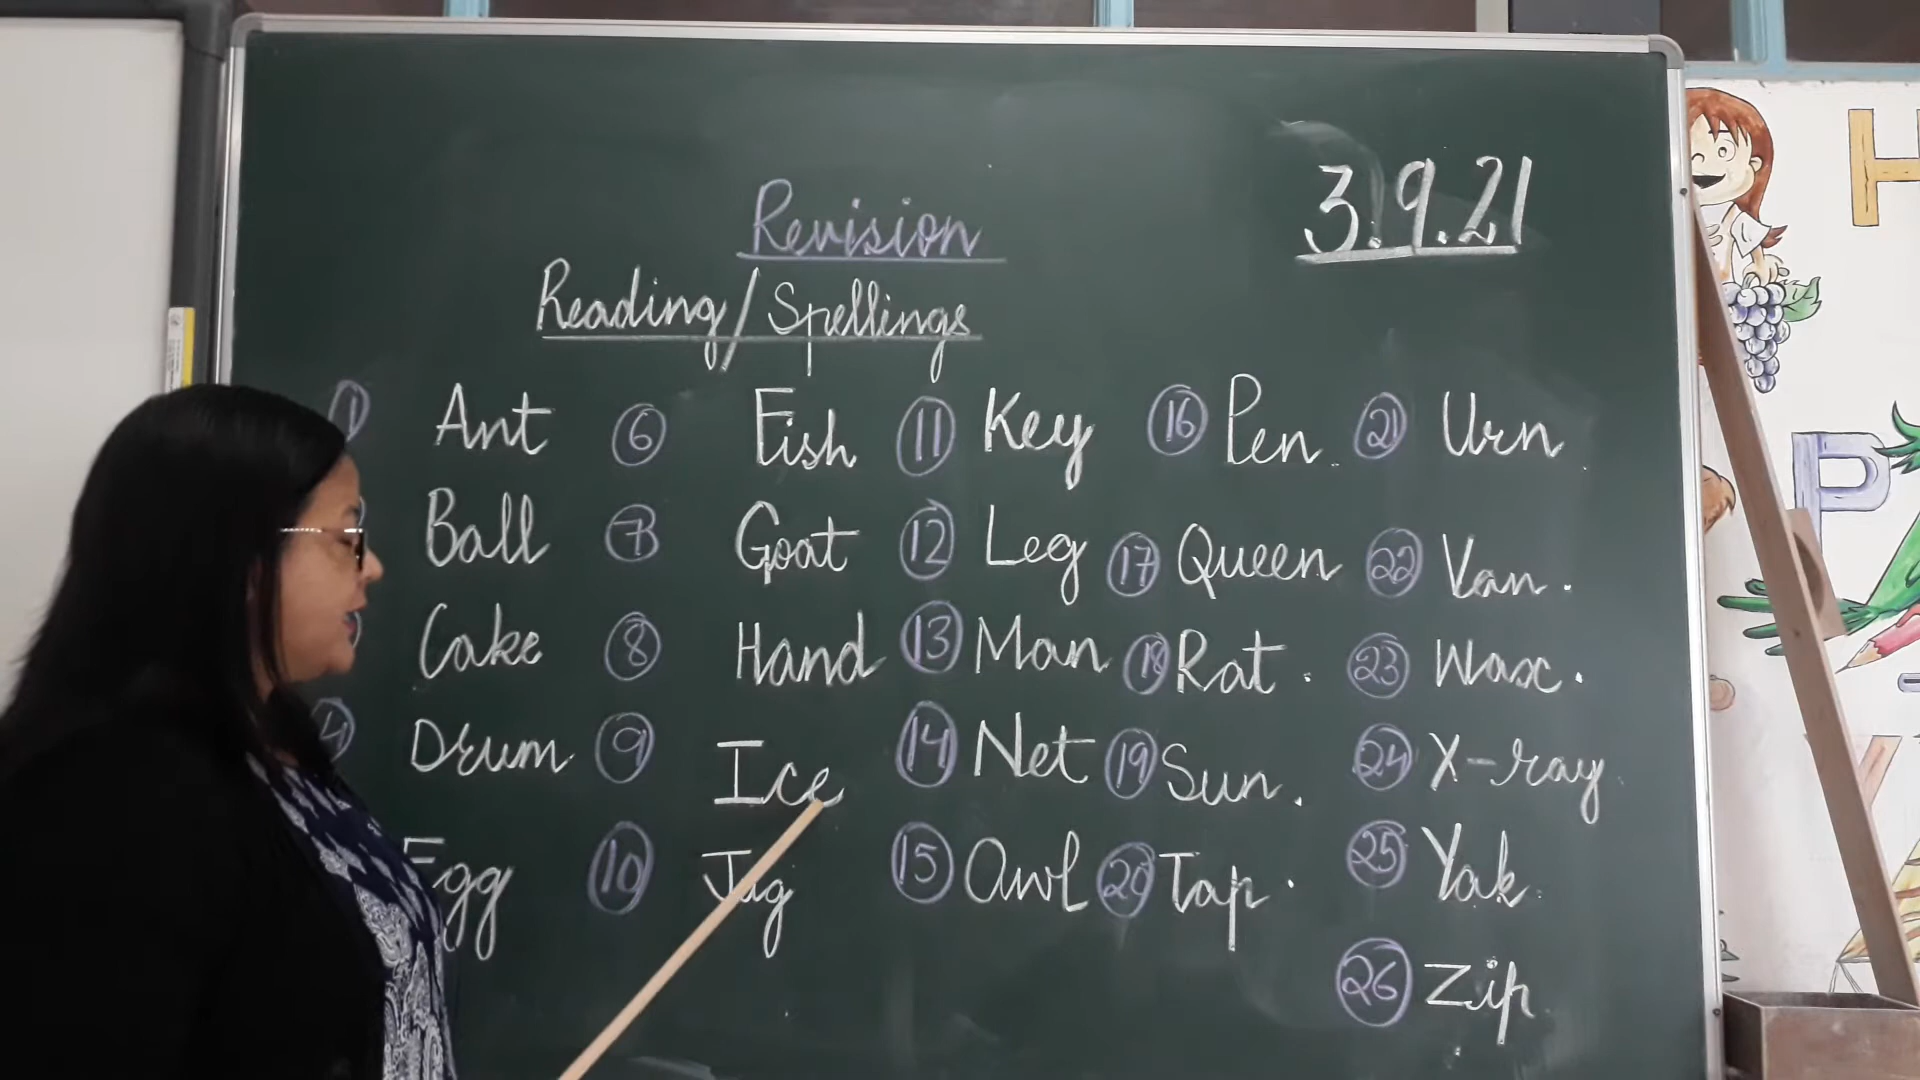 3.9.21
Revision
Reading/Spellings
1 Ant 6 Fish 11 Key 16 Pen. 21 Urn.
Ball 7 Goat 12 Leg 17 Queen 22 Van.
Cake 8 Hand 13 Man 18 Rat. 23 Wax.
4 Drum 9 Ice 14 Net 19 Sun. 24 X-ray
Egg 10 Jug 15 Owl 20 Tap. 25 Yak.
26 Zip
H
P